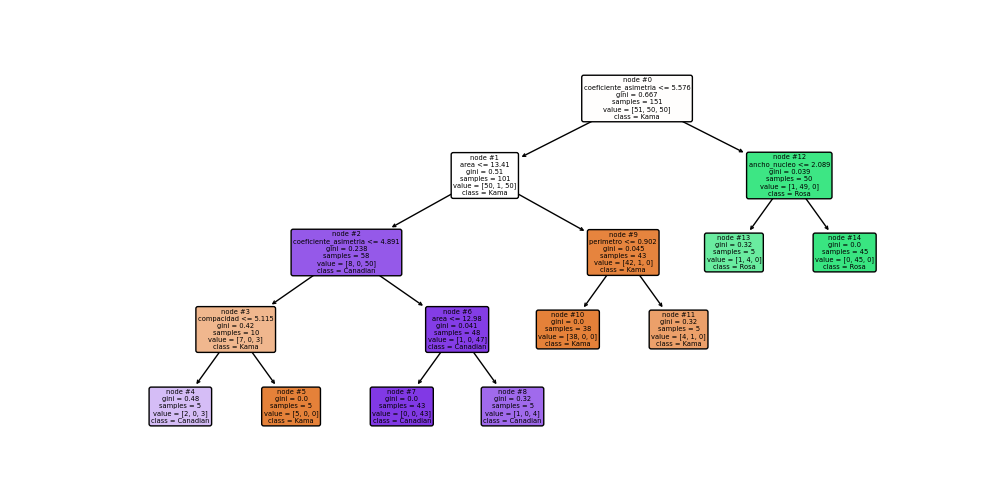 node #0
coeficiente_asimetria <= 5.576
gini = 0.667
samples = 151
value = [51, 50, 50]
class = Kama
node #1
area <= 13.41
gini = 0.51
samples = 101
value = [50, 1, 50]
class = Kama
node #12
ancho_nucleo <= 2.089
gini = 0.039
samples = 50
value = [1, 49, 0]
class = Rosa
node #2
coeficiente_asimetria <= 4.891
gini = 0.238
samples = 58
value = [8, 0, 50]
class = Canadian
node #9
perimetro <= 0.902
gini = 0.045
samples = 43
value = [42, 1, 0]
class = Kama
node #13
gini = 0.32
samples = 5
value = [1, 4, 0]
class = Rosa
node #14
gini = 0.0
samples = 45
value = [0, 45, 0]
class = Rosa
node #3
compacidad <= 5.115
gini = 0.42
samples = 10
value = [7, 0, 3]
class = Kama
node #6
area <= 12.98
gini = 0.041
samples = 48
value = [1, 0, 47]
class = Canadian
node #10
gini = 0.0
samples = 38
value = [38, 0, 0]
class = Kama
node #11
gini = 0.32
samples = 5
value = [4, 1, 0]
class = Kama
node #4
gini = 0.48
samples = 5
value = [2, 0, 3]
class = Canadian
node #5
gini = 0.0
samples = 5
value = [5, 0, 0]
class = Kama
node #7
gini = 0.0
samples = 43
value = [0, 0, 43]
class = Canadian
node #8
gini = 0.32
samples = 5
value = [1, 0, 4]
class = Canadian